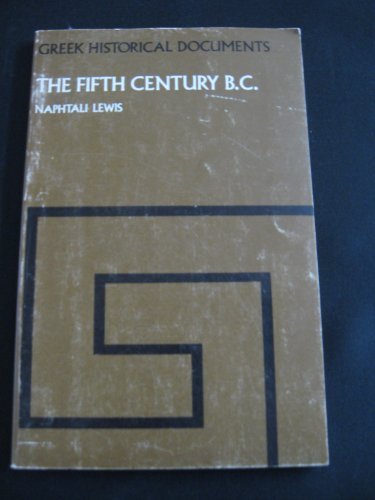 GREEK HISTORICAL DOCUMENTS
THE FIFTH CENTURY B.C.
NAPHTALI LEWIS